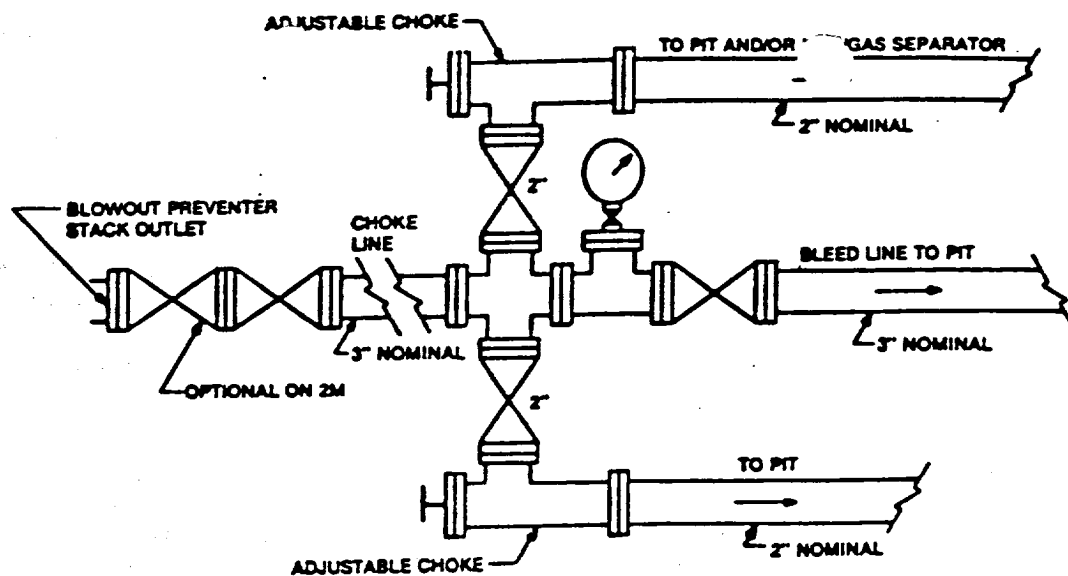 ADJUSTABLE CHOKE
TO PIT AND/OR GAS SEPARATOR
2" NOMINAL
2"
BLOWOUT PREVENTER
STACK OUTLET
CHOKE
LINE
BLEED LINE TO PIT
3" NOMINAL
3" NOMINAL
OPTIONAL ON 2M
2"
TO PIT
2" NOMINAL
ADJUSTABLE CHOKE